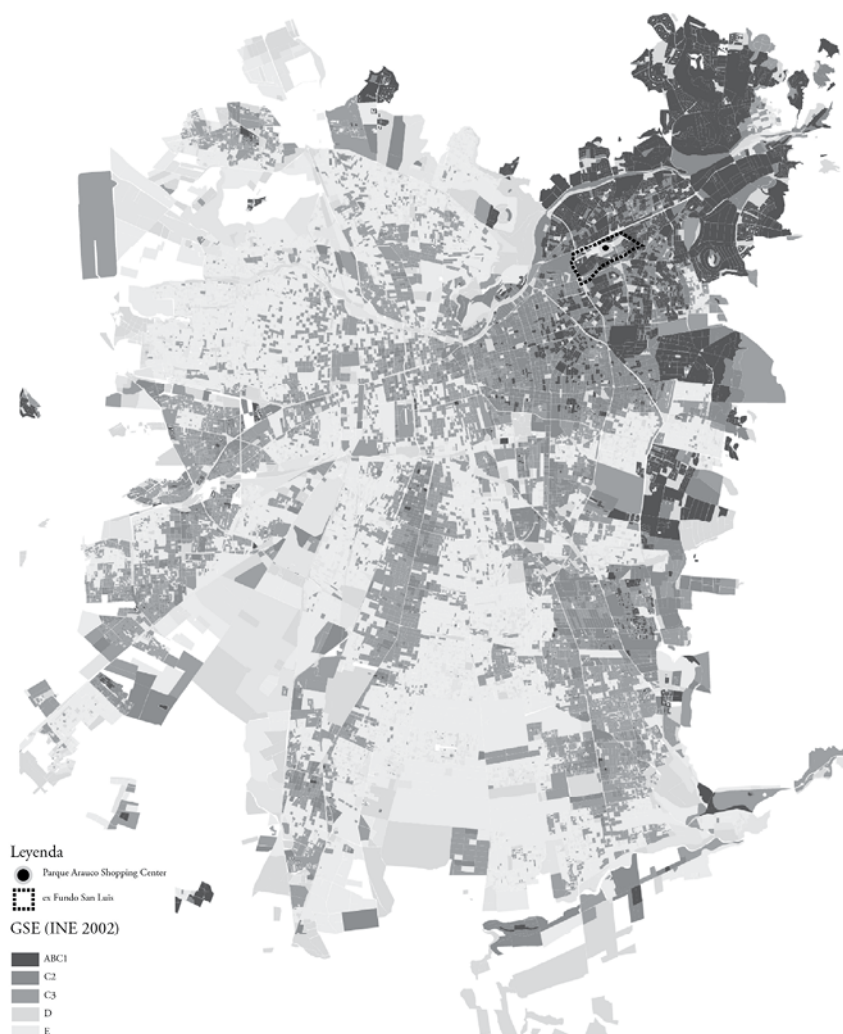 Leyenda
Parque Arauco Shopping Center
ex Fundo San Luis
GSE (INE 2002)
ABC1
C2
C3
D
E